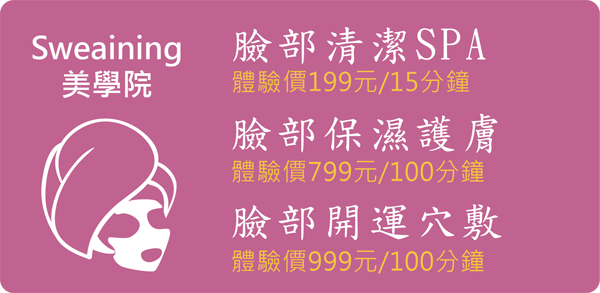 Sweaining
美學院
臉部清潔SPA
體驗價199元/15分鐘
臉部保濕護膚
體驗價799元/100分鐘
臉部開運穴敷
體驗價999元/100分鐘